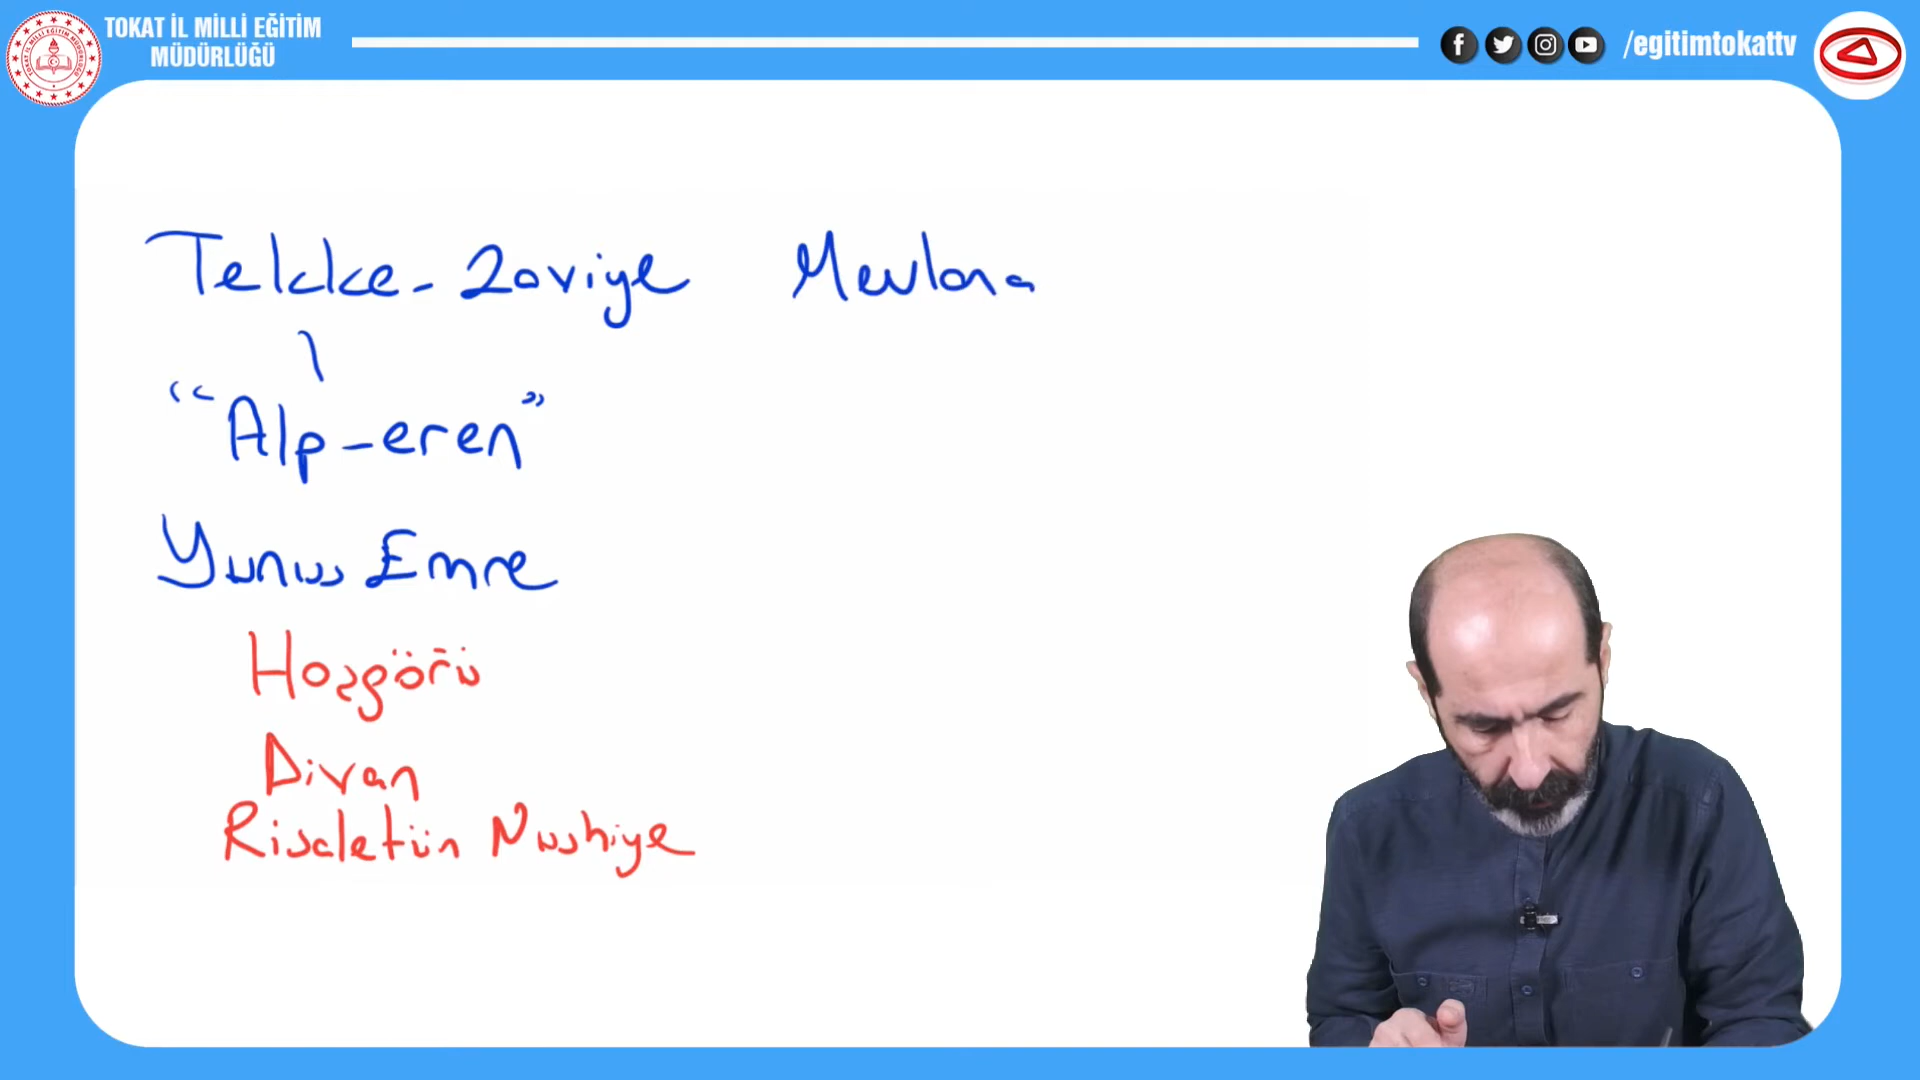 TOKAT İL MİLLİ EĞİTİM
MÜDÜRLÜĞÜ
/egitimtokattv
Tekke-Zaviye Mevlana
"Alp-eren"
Yunus Emre
Hoşgörü
Divan
Risaletün Nushiye